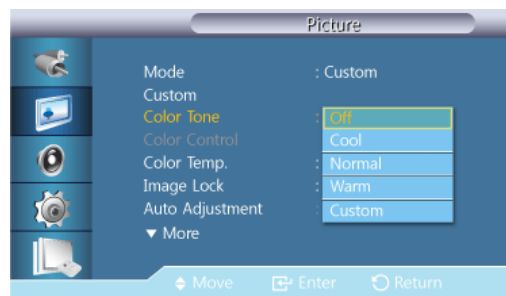 Picture
Mode : Custom
Custom
Color Tone : Off
Color Control Cool
Color Temp. : Normal
Image Lock : Warm
Auto Adjustment : Custom
▼ More
Move Enter Return